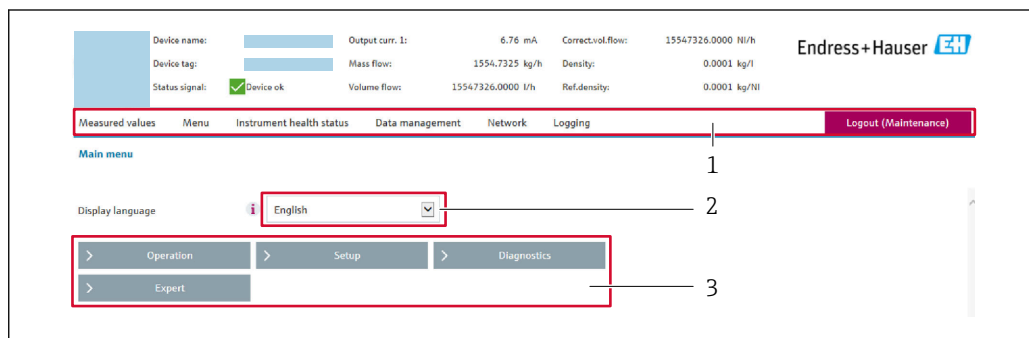 Device name: Output curr. 1: 6.76 mA Correct.vol.flow: 15547326.0000 Nl/h
Endress+Hauser EH
Device tag: Mass flow: 1554.7325 kg/h Density: 0.0001 kg/l
Status signal: Device ok Volume flow: 15547326.0000 l/h Ref.density: 0.0001 kg/Nl
Measured values Menu Instrument health status Data management Network Logging Logout (Maintenance)
1
Main menu
Display language i English 2
> Operation > Setup > Diagnostics
> Expert 3